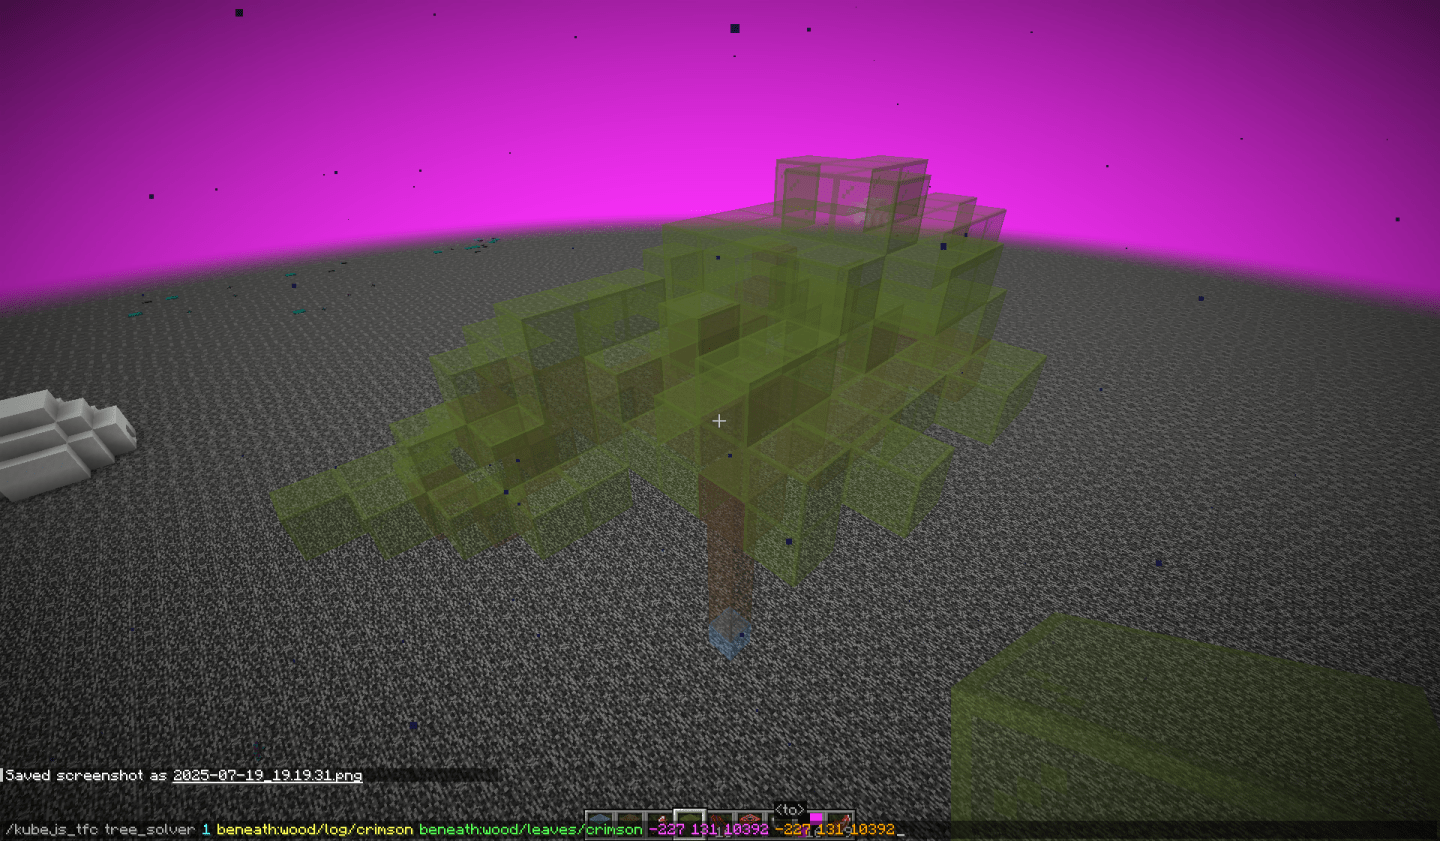 Saved screenshot as 2025-07-19_19.19.31.png
<to>
/kubejs_tfc tree_solver 1 beneath:wood/log/crimson beneath:wood/leaves/crimson -227 131 10392 -227 131 10392_